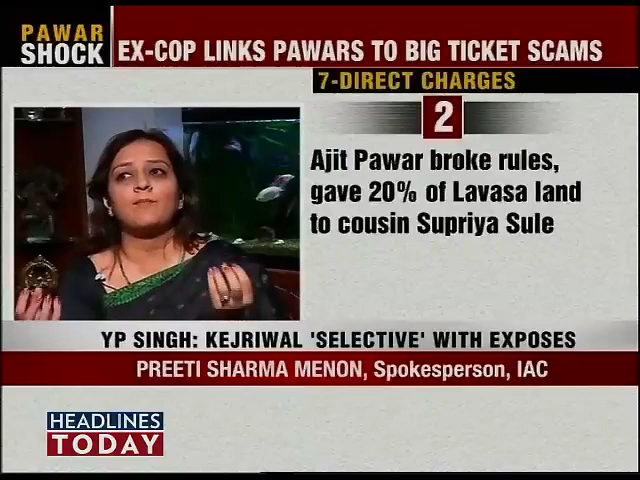 PAWAR
SHOCK
EX-COP LINKS PAWARS TO BIG TICKET SCAMS
7-DIRECT CHARGES
2
Ajit Pawar broke rules,
gave 20% of Lavasa land
to cousin Supriya Sule
YP SINGH: KEJRIWAL 'SELECTIVE' WITH EXPOSES
PREETI SHARMA MENON, Spokesperson, IAC
HEADLINES
TODAY